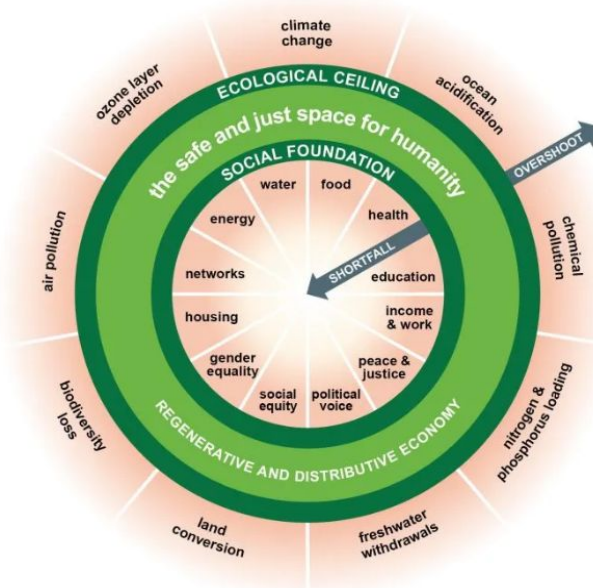 climate
change
ozone layer
depletion
ocean
acidification
ECOLOGICAL CEILING
the safe and just space for humanity
SOCIAL FOUNDATION
OVERSHOOT
water
food
energy
health
SHORTFALL
air pollution
chemical
pollution
networks
education
housing
income
& work
gender
equality
peace &
justice
social
equity
political
voice
biodiversity
loss
nitrogen &
phosphorus loading
REGENERATIVE AND DISTRIBUTIVE ECONOMY
land
conversion
freshwater
withdrawals